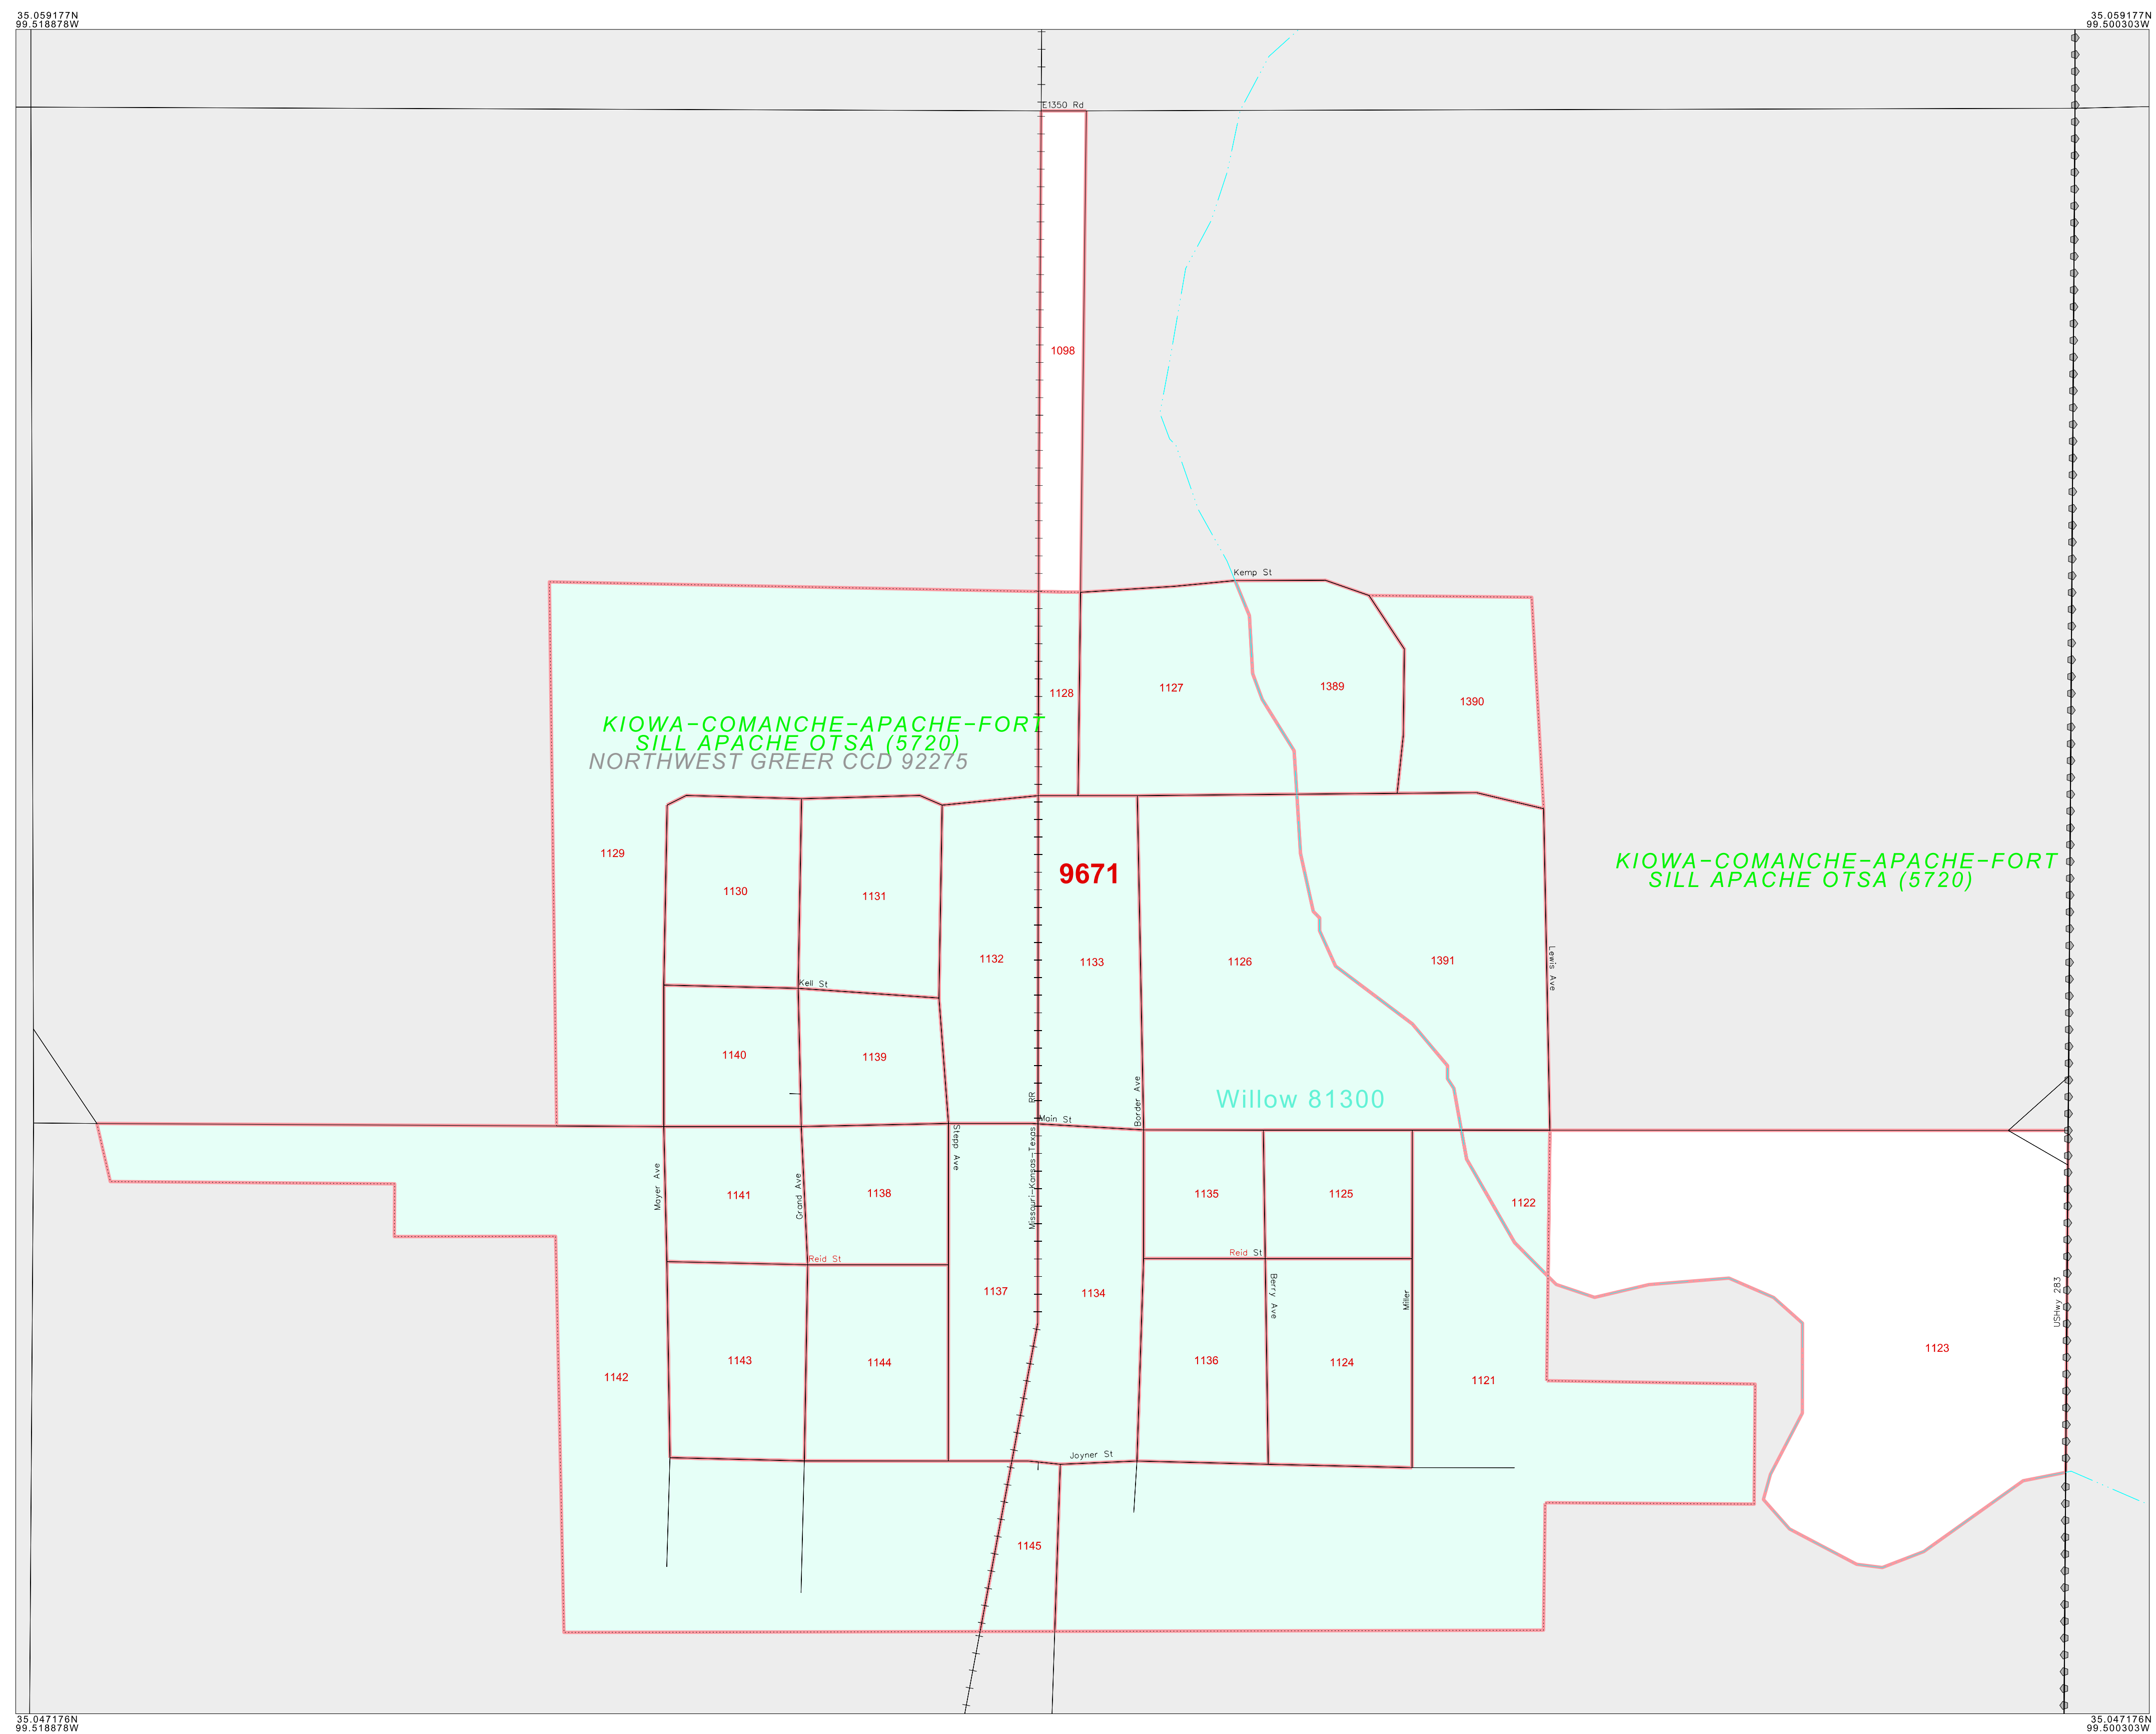 35.059177N
99.518878W
35.059177N
99.500303W
E1350 Rd
1098
Kemp St
1128
1127
1389
1390
KIOWA-COMANCHE-APACHE-FORT
SILL APACHE OTSA (5720)
NORTHWEST GREER CCD 92275
1129
1130
1131
9671
KIOWA-COMANCHE-APACHE-FORT
SILL APACHE OTSA (5720)
1132
1133
1126
1391
Lewis Ave
Kell St
1140
1139
Willow 81300
Border Ave
Main St
Missouri-Kansas-Texas RR
Stepp Ave
Mayer Ave
Grand Ave
1141
1138
1135
1125
1122
Reid St
Reid St
1137
1134
Berry Ave
Miller
USHwy 283
1123
1142
1143
1144
1136
1124
1121
Joyner St
1145
35.047176N
99.518878W
35.047176N
99.500303W